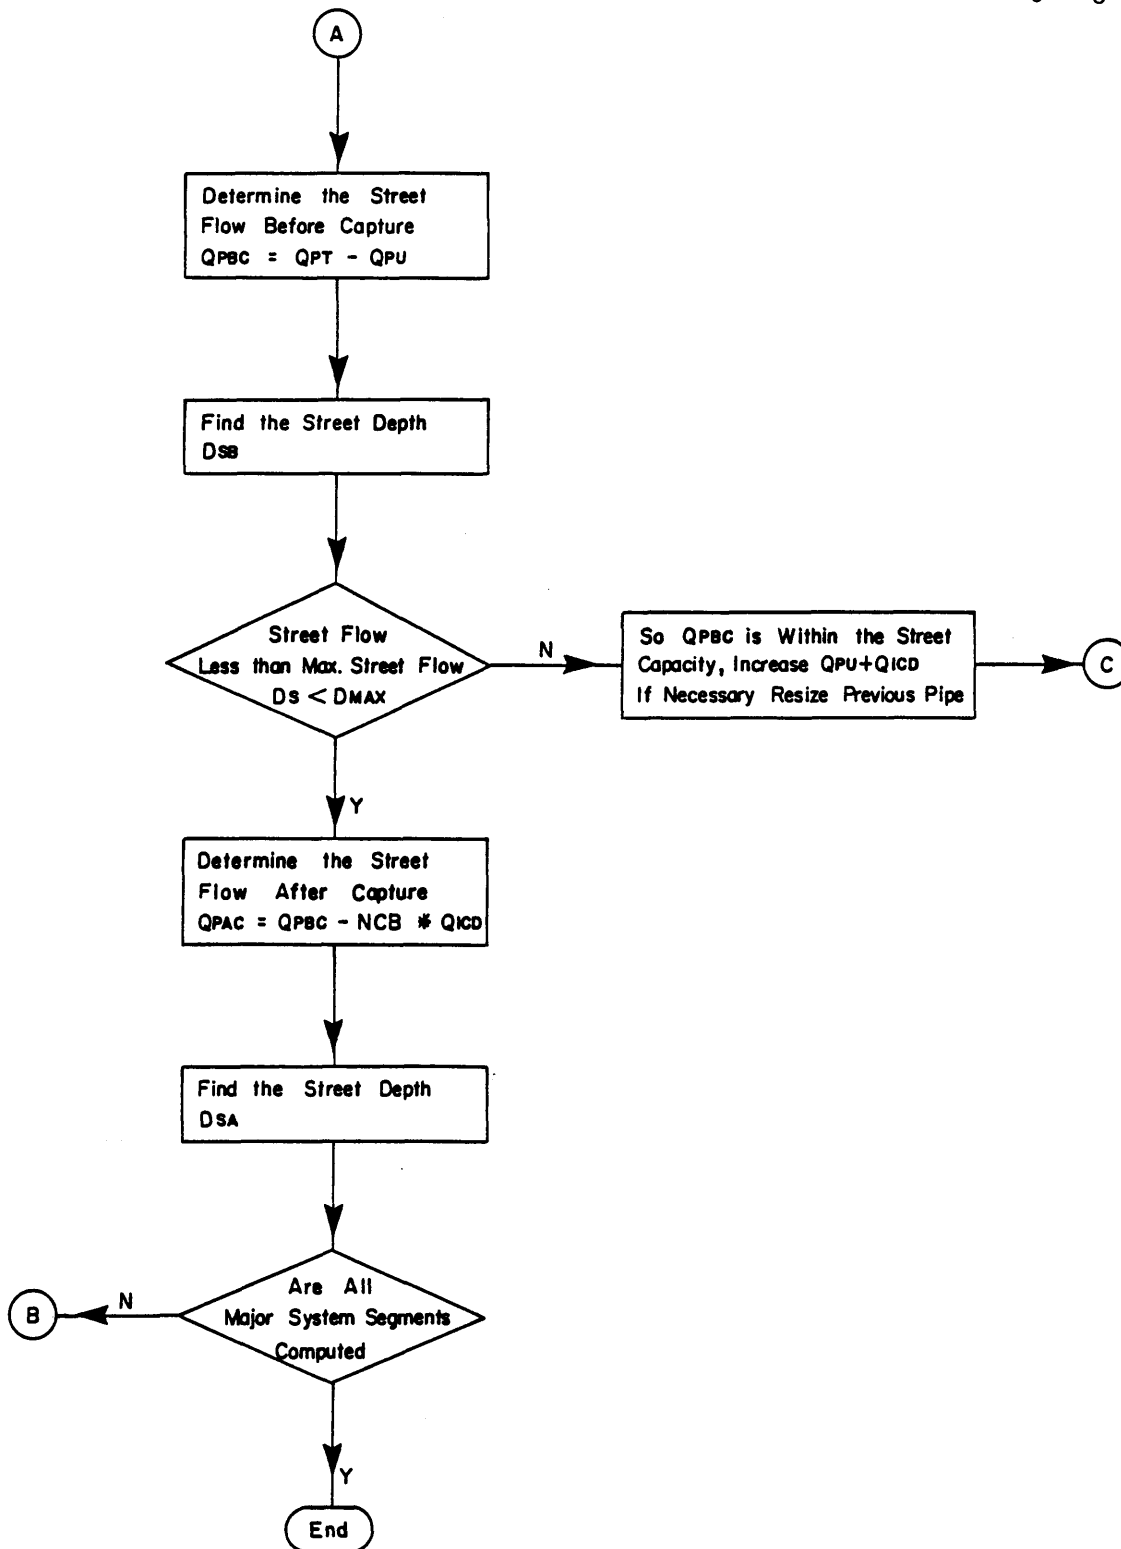 A
Determine the Street
Flow Before Capture
QPBC = QPT - QPU
Find the Street Depth
DSB
Street Flow
Less than Max. Street Flow
DS < DMAX
N
So QPBC is Within the Street
Capacity, Increase QPU+QICD
If Necessary Resize Previous Pipe
C
Y
Determine the Street
Flow After Capture
QPAC = QPBC - NCB * QICD
Find the Street Depth
DSA
Are All
Major System Segments
Computed
N
B
Y
End